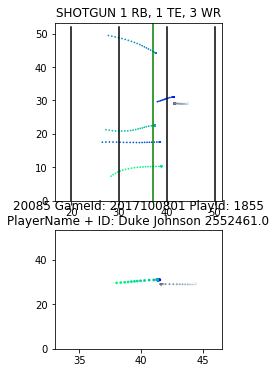 SHOTGUN 1 RB, 1 TE, 3 WR
50
40
30
20
10
0
20 30 40 50
20085 GameId: 2017100801 PlayId: 1855
PlayerName + ID: Duke Johnson 2552461.0
40
20
0
35 40 45